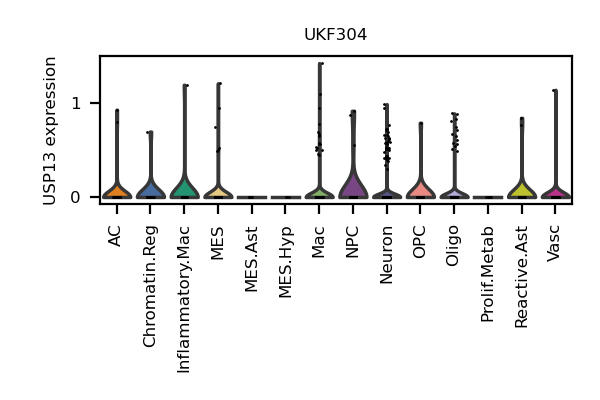 UKF304
USP13 expression
1
0
AC
Chromatin.Reg
Inflammatory.Mac
MES
MES.Ast
MES.Hyp
Mac
NPC
Neuron
OPC
Oligo
Prolif.Metab
Reactive.Ast
Vasc